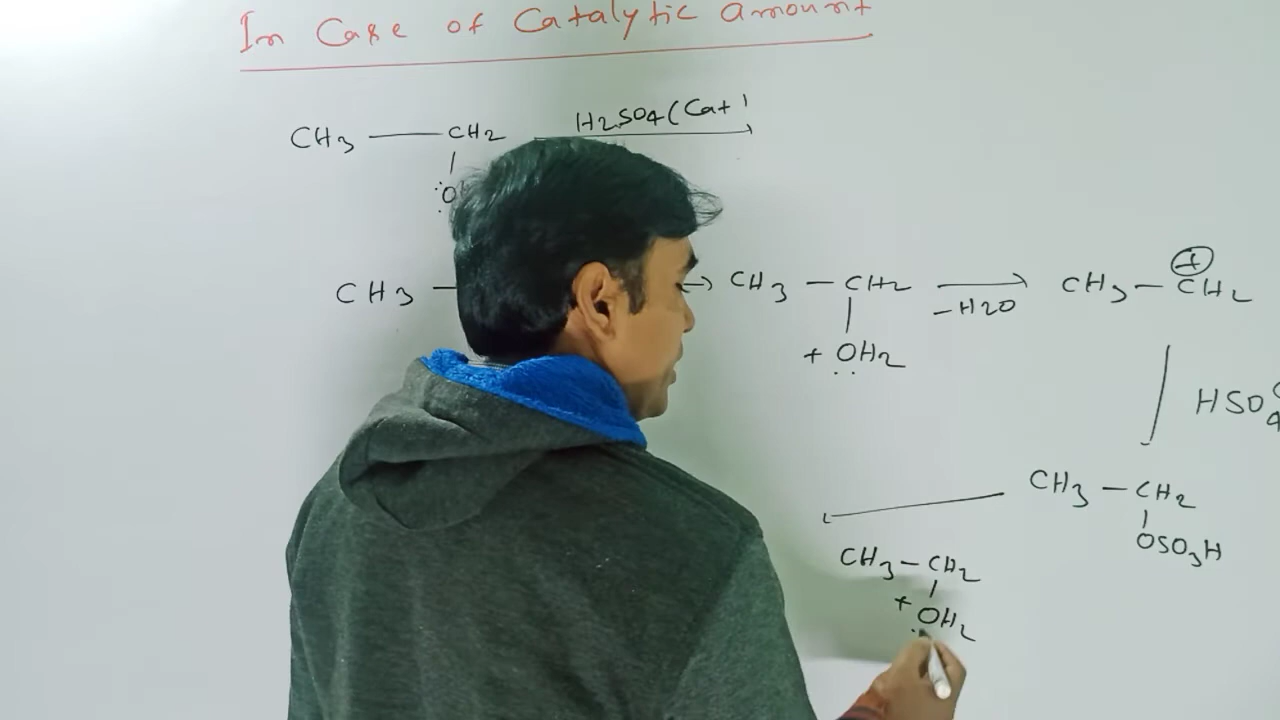 In Case of Catalytic amount
CH3 — CH2 H2SO4 (Cat)
:O
CH3 — → CH3 — CH2 → -H2O CH3 — CH2 +
+ OH2
HSO4
CH3 — CH2
OSO3H
CH3 — CH2
+ OH2